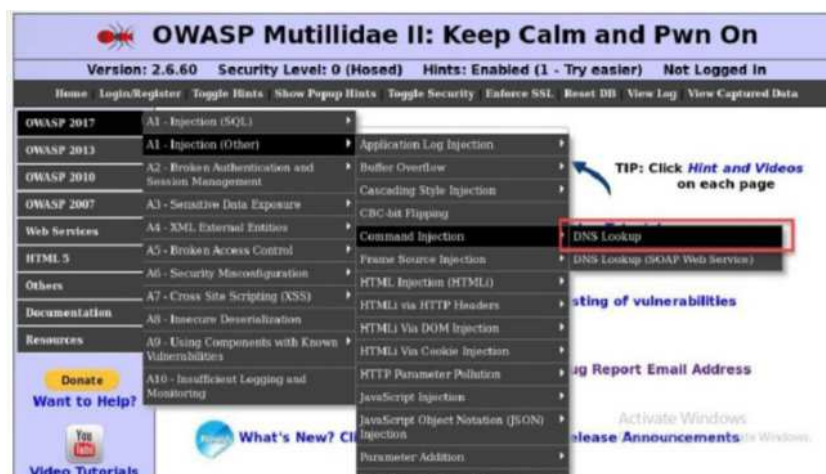 OWASP Mutillidae II: Keep Calm and Pwn On
Version: 2.6.60 Security Level: 0 (Hosed) Hints: Enabled (1 - Try easier) Not Logged In
Home Login/Register Toggle Hints Show Popup Hints Toggle Security Enforce SSL Reset DB View Log View Captured Data
OWASP 2017
OWASP 2013
OWASP 2010
OWASP 2007
Web Services
HTML 5
Others
Documentation
Resources
Donate
Want to Help?
You
Tube
Video Tutorials
A1 - Injection (SQL)
A1 - Injection (Other)
A2 - Broken Authentication and
Session Management
A3 - Sensitive Data Exposure
A4 - XML External Entities
A5 - Broken Access Control
A6 - Security Misconfiguration
A7 - Cross Site Scripting (XSS)
A8 - Insecure Deserialization
A9 - Using Components with Known
Vulnerabilities
A10 - Insufficient Logging and
Monitoring
Application Log Injection
Buffer Overflow
Cascading Style Injection
CBC-bit Flipping
Command Injection
Frame Source Injection
HTML Injection (HTMLi)
HTMLi via HTTP Headers
HTMLi Via DOM Injection
HTMLi Via Cookie Injection
HTTP Parameter Pollution
JavaScript Injection
JavaScript Object Notation (JSON)
Injection
Parameter Addition
DNS Lookup
DNS Lookup (SOAP Web Service)
TIP: Click Hint and Videos
on each page
sting of vulnerabilities
ug Report Email Address
What's New? Cli
elease Announcements
Activate Windows